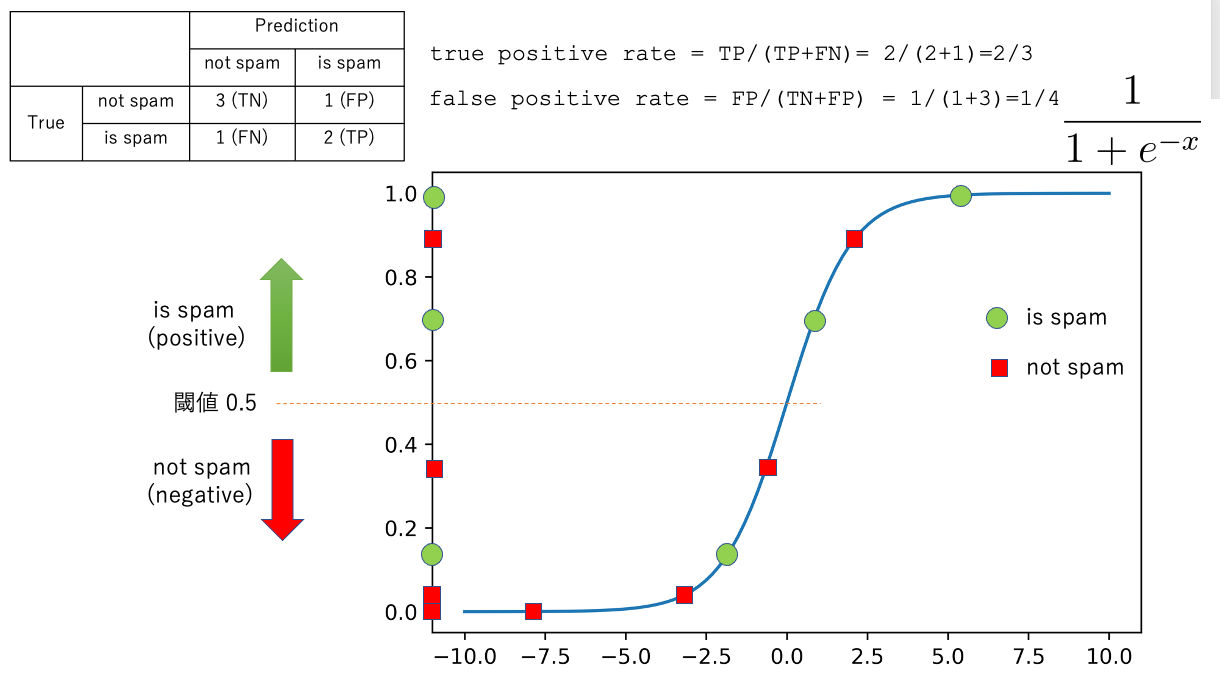 Prediction
not spam is spam
True not spam 3 (TN) 1 (FP)
is spam 1 (FN) 2 (TP)
true positive rate = TP/(TP+FN)= 2/(2+1)=2/3
false positive rate = FP/(TN+FP) = 1/(1+3)=1/4
1
1 + e^{-x}
1.0
0.8
0.6
0.4
0.2
0.0
is spam
(positive)
閾値 0.5
not spam
(negative)
is spam
not spam
−10.0 −7.5 −5.0 −2.5 0.0 2.5 5.0 7.5 10.0